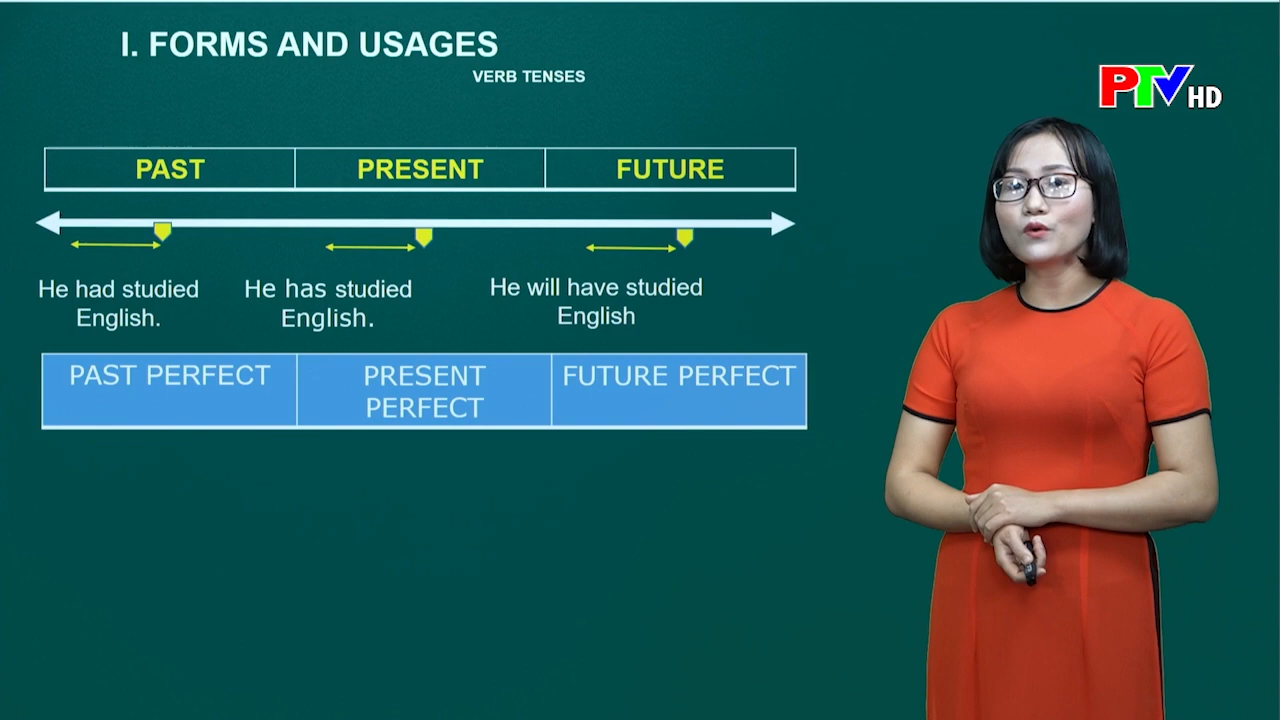 I. FORMS AND USAGES
VERB TENSES
PTV HD
PAST PRESENT FUTURE
He had studied
English.
He has studied
English.
He will have studied
English
PAST PERFECT
PRESENT
PERFECT
FUTURE PERFECT